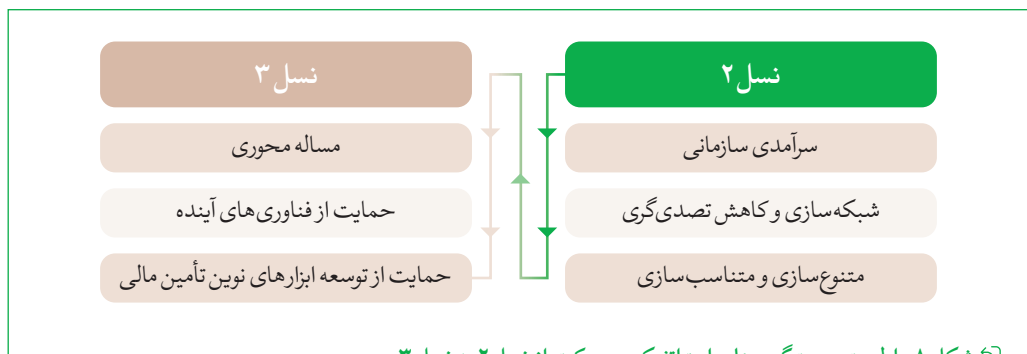 نسل ۲
سرآمدی سازمانی
شبکه‌سازی و کاهش تصدی‌گری
متنوع‌سازی و متناسب‌سازی
نسل ۳
مساله محوری
حمایت از فناوری‌های آینده
حمایت از توسعه ابزارهای نوین تأمین مالی